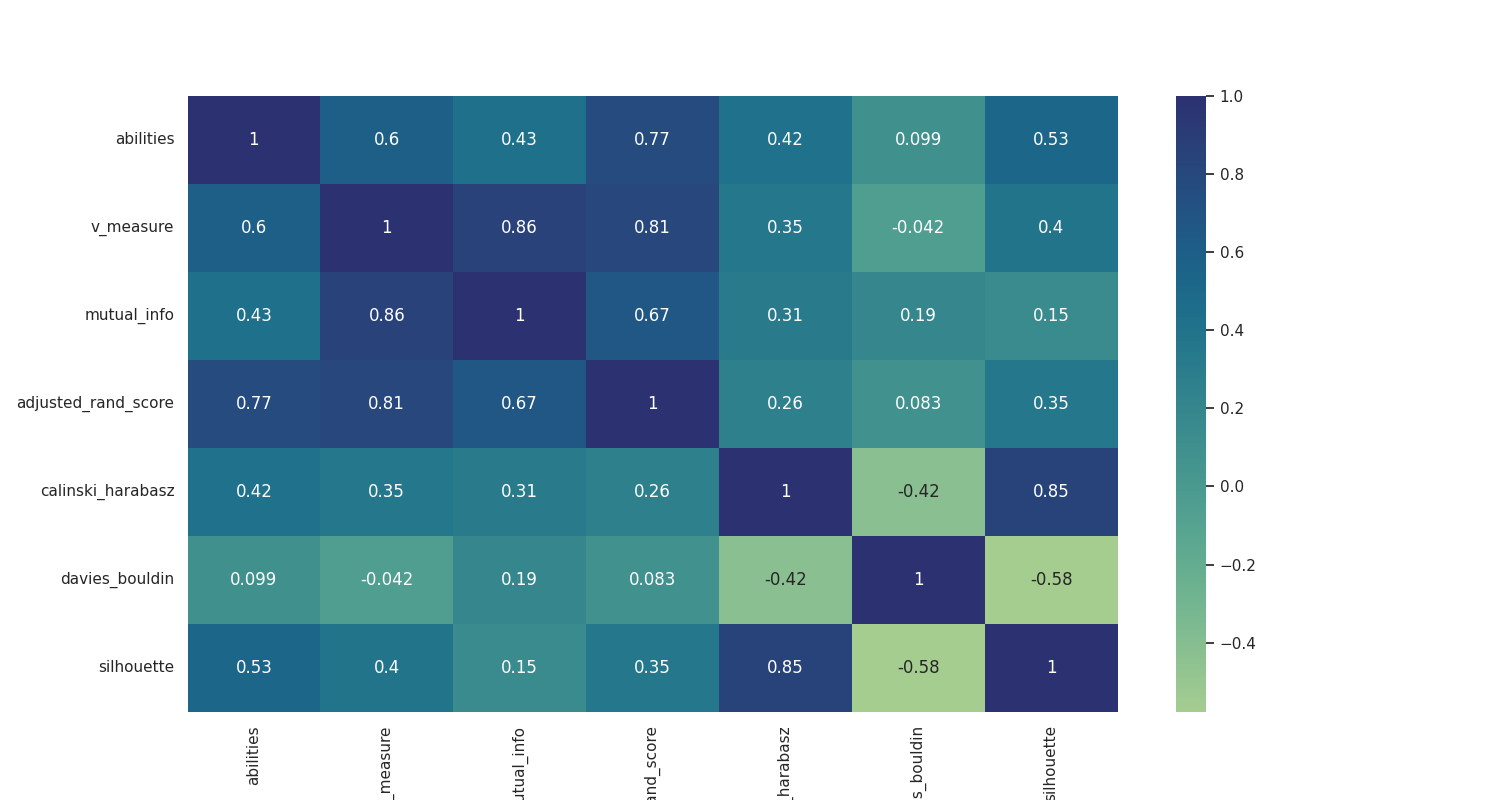 abilities 1 0.6 0.43 0.77 0.42 0.099 0.53
v_measure 0.6 1 0.86 0.81 0.35 -0.042 0.4
mutual_info 0.43 0.86 1 0.67 0.31 0.19 0.15
adjusted_rand_score 0.77 0.81 0.67 1 0.26 0.083 0.35
calinski_harabasz 0.42 0.35 0.31 0.26 1 -0.42 0.85
davies_bouldin 0.099 -0.042 0.19 0.083 -0.42 1 -0.58
silhouette 0.53 0.4 0.15 0.35 0.85 -0.58 1
abilities
_measure
utual_info
and_score
_harabasz
s_bouldin
silhouette
1.0
0.8
0.6
0.4
0.2
0.0
−0.2
−0.4